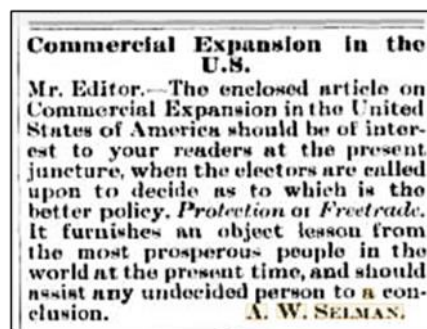 Commercial Expansion in the
U.S.
Mr. Editor.—The enclosed article on
Commercial Expansion in the United
States of America should be of inter-
est to your readers at the present
juncture, when the electors are called
upon to decide as to which is the
better policy, Protection or Freetrade.
It furnishes an object lesson from
the most prosperous people in the
world at the present time, and should
assist any undecided person to a con-
clusion. A. W. SELMAN.